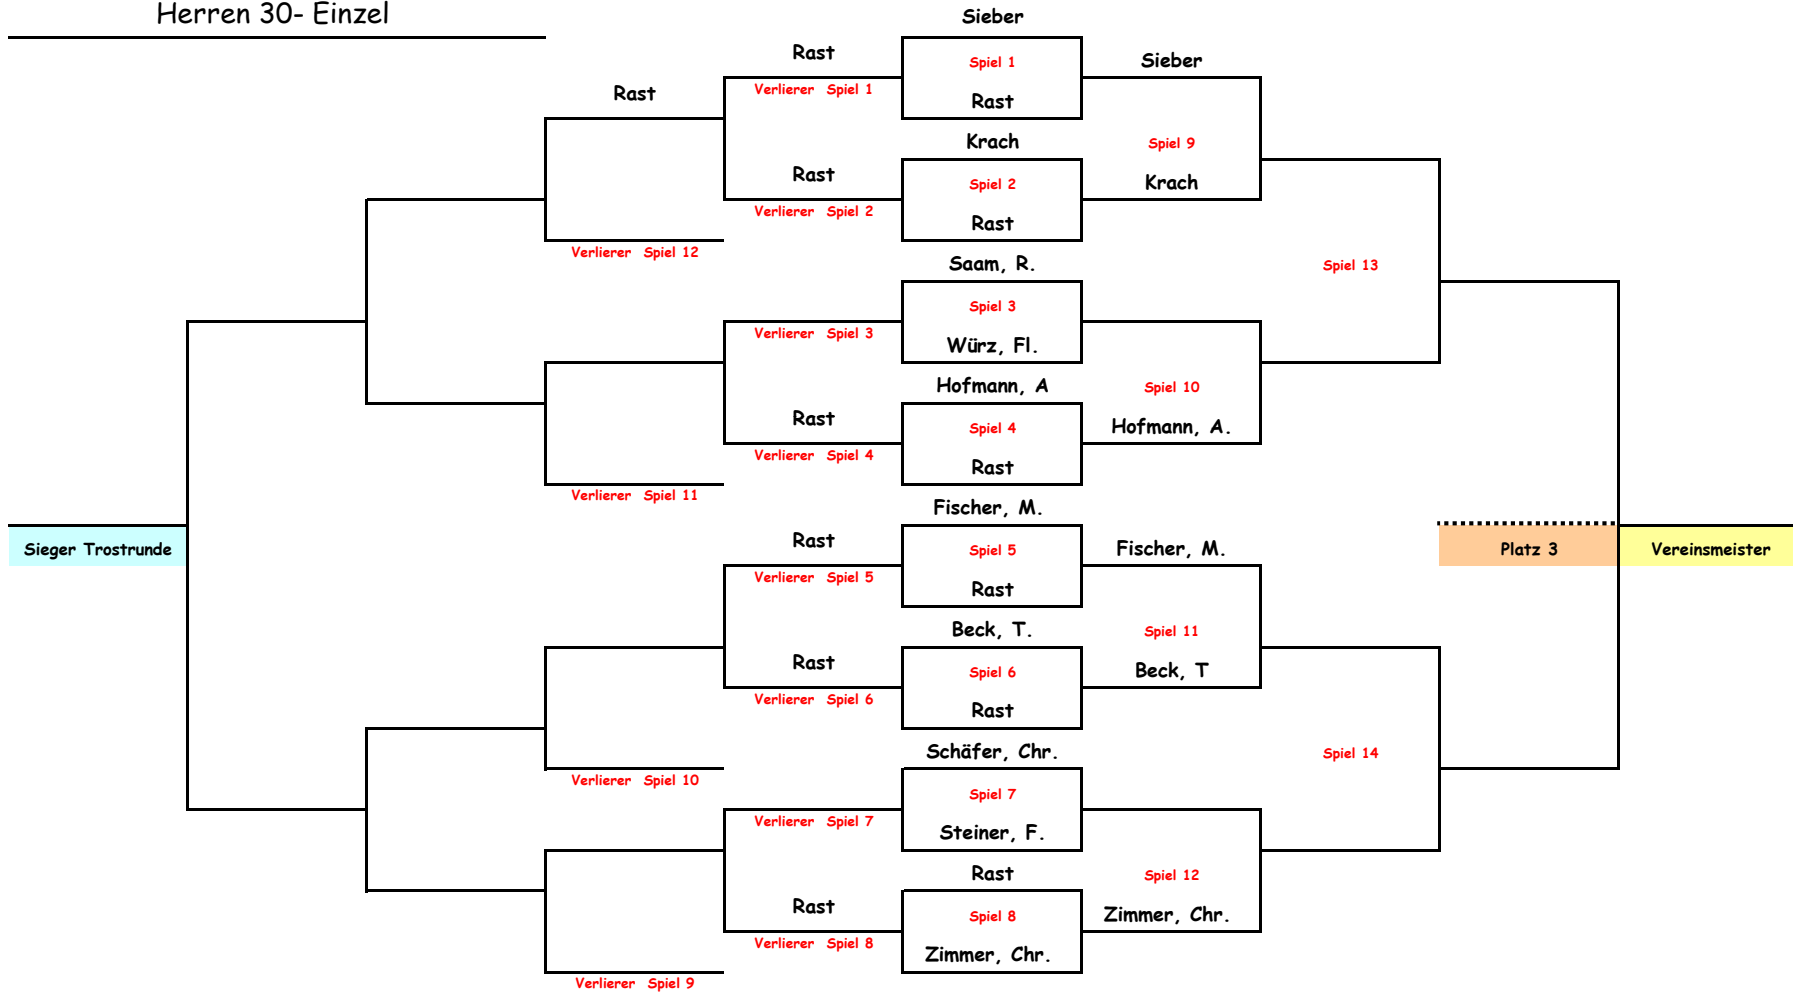 Herren 30- Einzel
Sieber
Rast
Spiel 1
Sieber
Verlierer Spiel 1
Rast
Rast
Krach
Spiel 9
Rast
Spiel 2
Krach
Verlierer Spiel 2
Rast
Verlierer Spiel 12
Saam, R.
Spiel 13
Spiel 3
Verlierer Spiel 3
Würz, Fl.
Hofmann, A
Spiel 10
Rast
Spiel 4
Hofmann, A.
Verlierer Spiel 4
Rast
Verlierer Spiel 11
Fischer, M.
Rast
Spiel 5
Fischer, M.
Sieger Trostrunde
Platz 3
Vereinsmeister
Verlierer Spiel 5
Rast
Beck, T.
Spiel 11
Rast
Spiel 6
Beck, T
Verlierer Spiel 6
Rast
Schäfer, Chr.
Spiel 14
Verlierer Spiel 10
Spiel 7
Verlierer Spiel 7
Steiner, F.
Rast
Spiel 12
Rast
Spiel 8
Zimmer, Chr.
Verlierer Spiel 8
Zimmer, Chr.
Verlierer Spiel 9